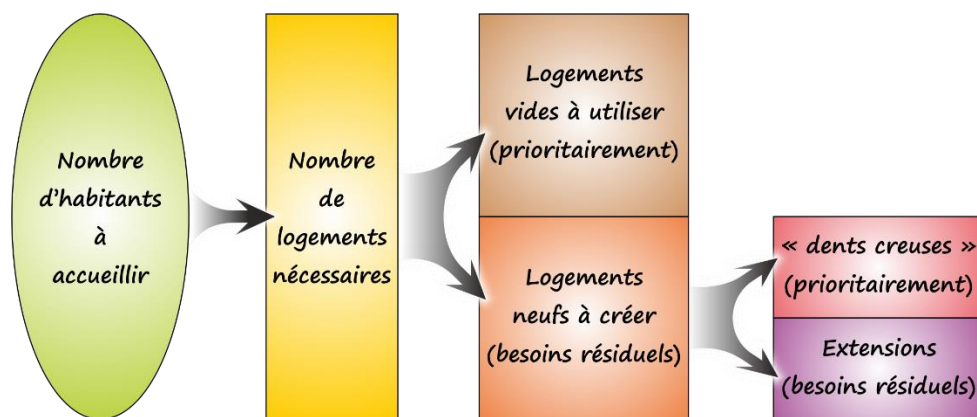 Nombre
d'habitants
à
accueillir
Nombre
de
logements
nécessaires
Logements
vides à utiliser
(prioritairement)
Logements
neufs à créer
(besoins résiduels)
« dents creuses »
(prioritairement)
Extensions
(besoins résiduels)